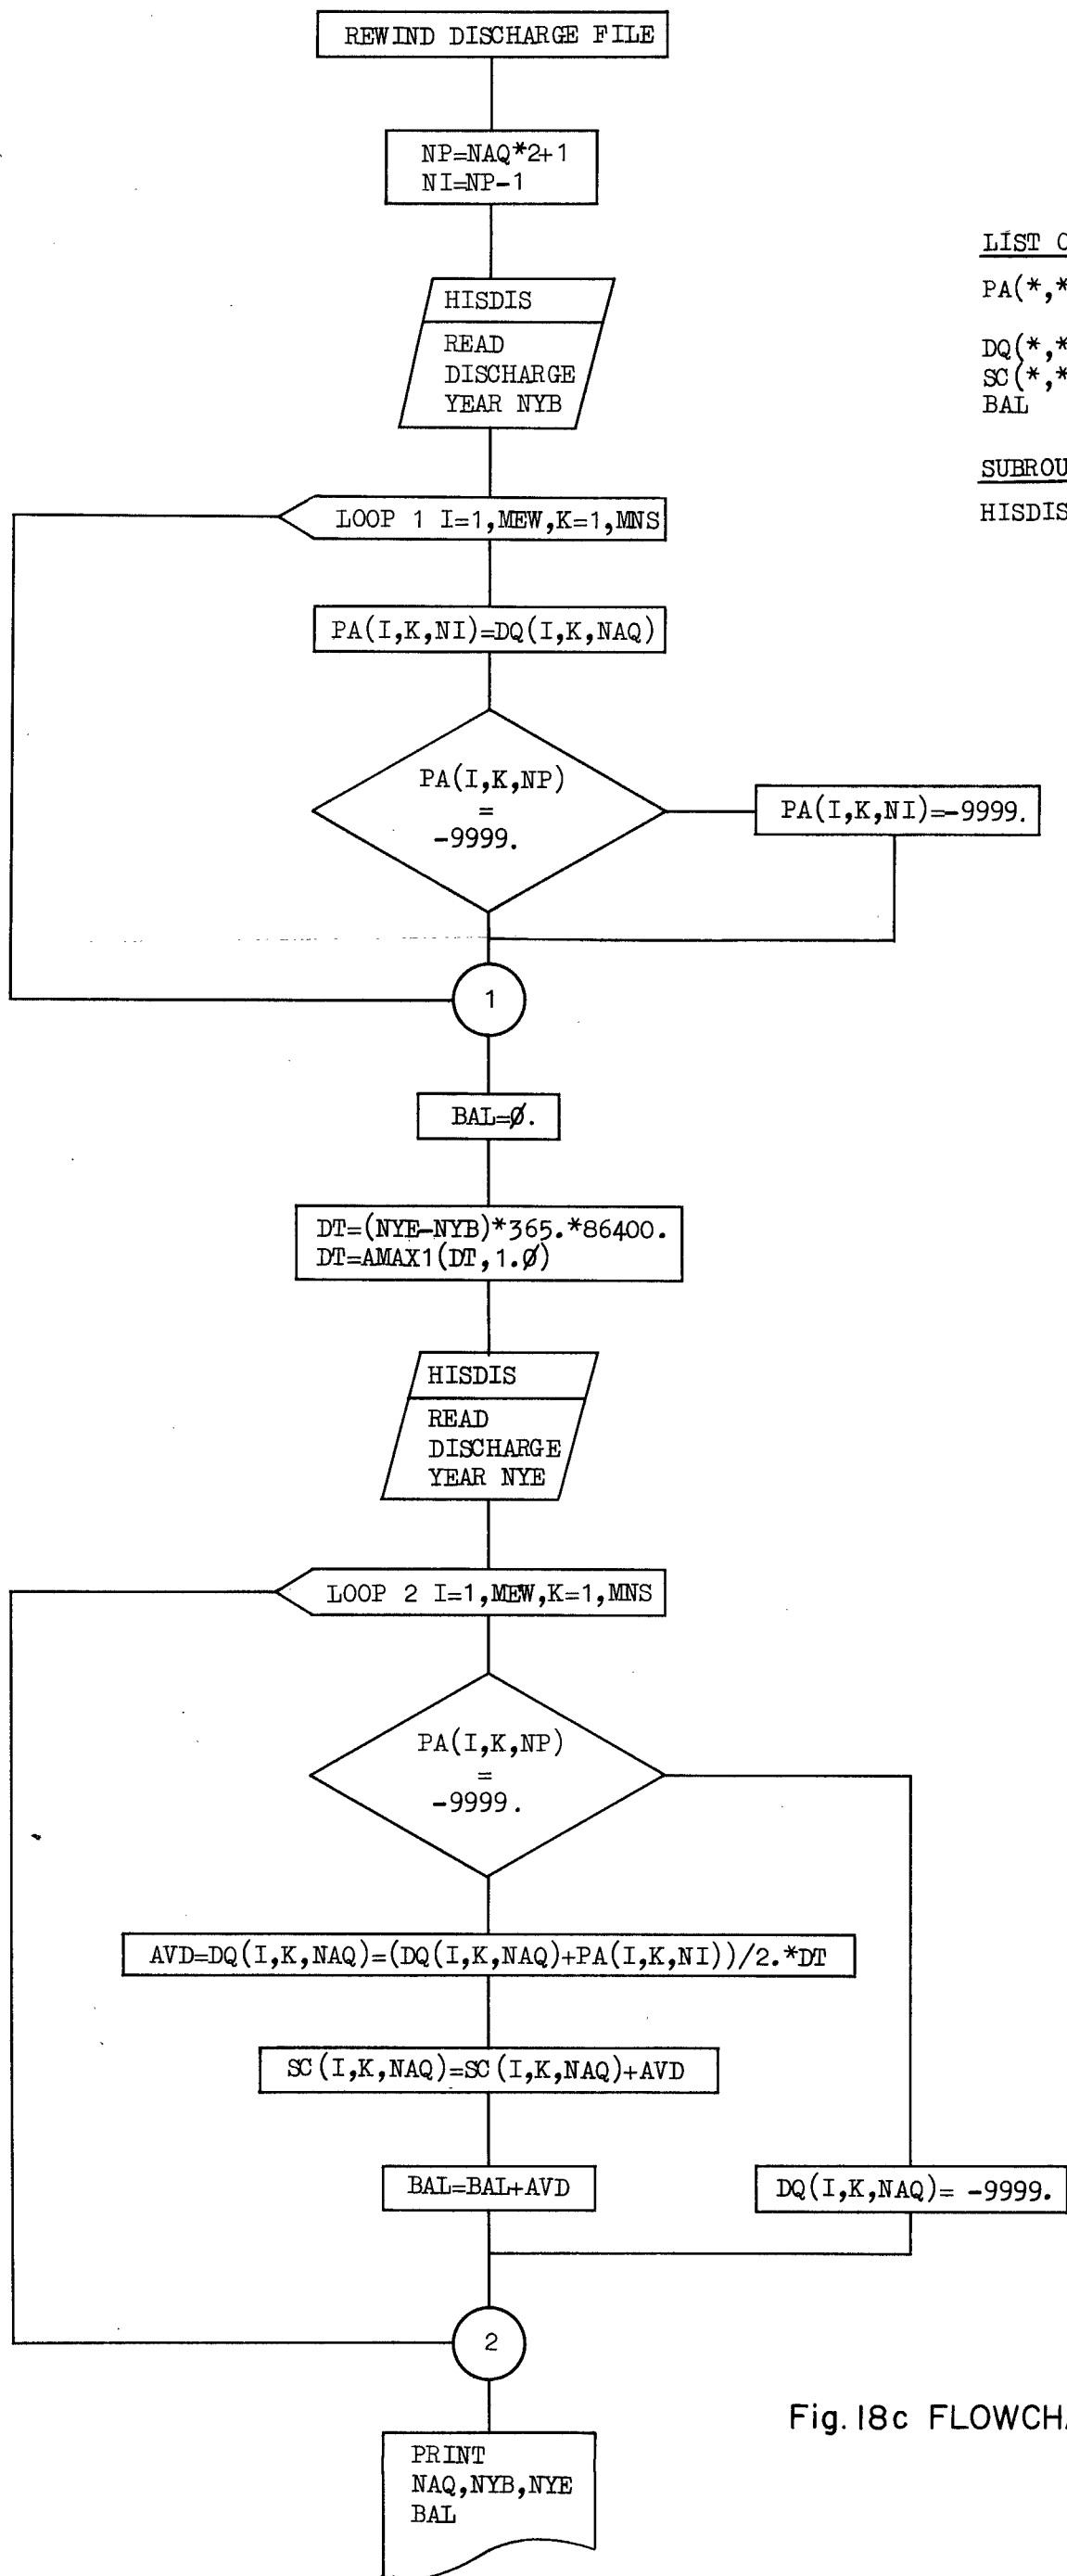 REWIND DISCHARGE FILE
NP=NAQ*2+1
NI=NP-1
HISDIS
READ
DISCHARGE
YEAR NYB
LIST
PA(*,*
DQ(*,*
SC(*,*
BAL
HISDIS
LOOP 1 I=1,MEW,K=1,MNS
PA(I,K,NI)=DQ(I,K,NAQ)
PA(I,K,NP)
=
-9999.
PA(I,K,NI)=-9999.
1
BAL=Ø.
DT=(NYE-NYB)*365.*86400.
DT=AMAX1(DT,1.Ø)
HISDIS
READ
DISCHARGE
YEAR NYE
LOOP 2 I=1,MEW,K=1,MNS
PA(I,K,NP)
=
-9999.
AVD=DQ(I,K,NAQ)=(DQ(I,K,NAQ)+PA(I,K,NI))/2.*DT
SC(I,K,NAQ)=SC(I,K,NAQ)+AVD
BAL=BAL+AVD
DQ(I,K,NAQ)= -9999.
2
Fig.18c
PRINT
NAQ,NYB,NYE
BAL